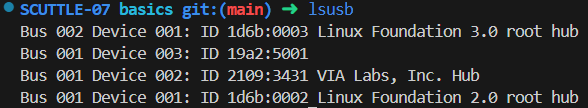 SCUTTLE-07 basics git:(main) ➜ lsusb
Bus 002 Device 001: ID 1d6b:0003 Linux Foundation 3.0 root hub
Bus 001 Device 003: ID 19a2:5001
Bus 001 Device 002: ID 2109:3431 VIA Labs, Inc. Hub
Bus 001 Device 001: ID 1d6b:0002 Linux Foundation 2.0 root hub